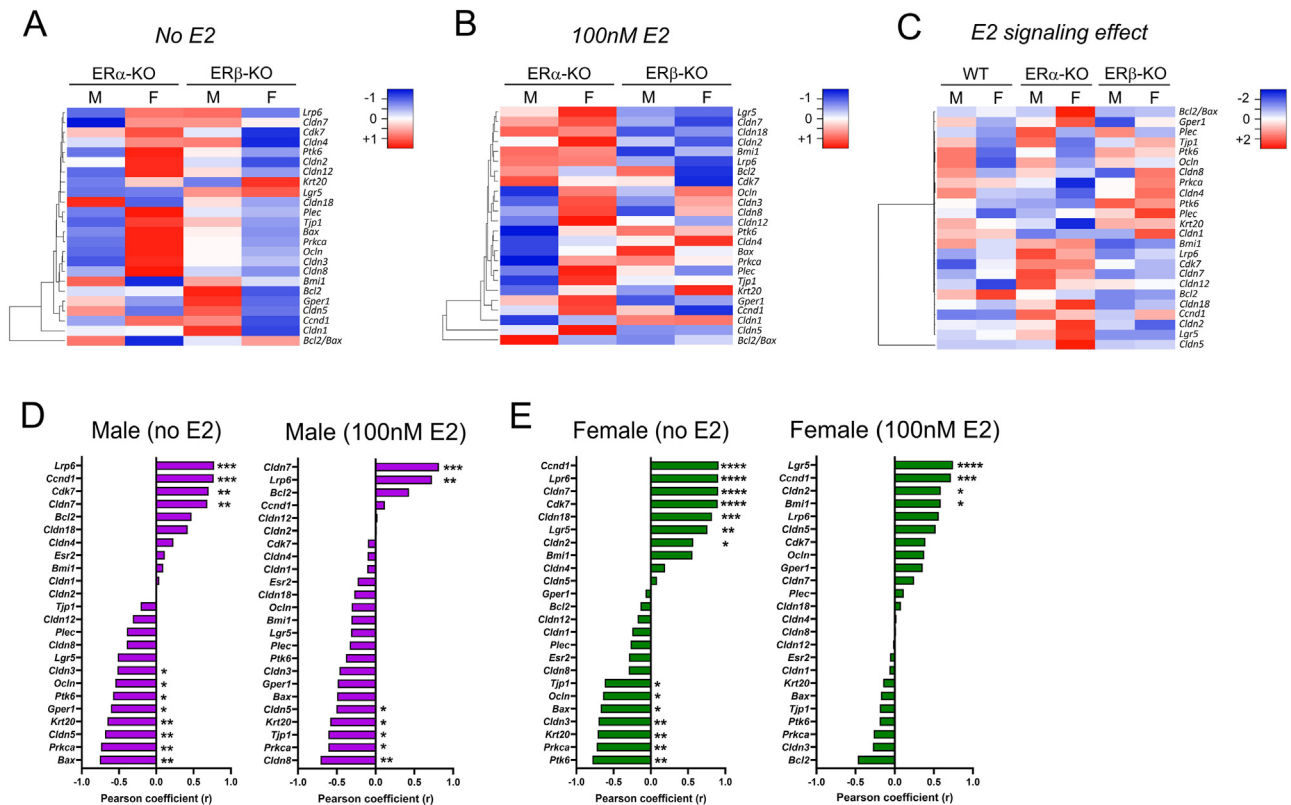 A
No E2
ERα-KO ERβ-KO
M F M F
-1
0
+1
Lrp6
Cldn7
Cdk7
Cldn4
Ptk6
Cldn2
Cldn12
Krt20
Lgr5
Cldn18
Plec
Tjp1
Bax
Prkca
Ocln
Cldn3
Cldn8
Bmi1
Bcl2
Gper1
Cldn5
Ccnd1
Cldn1
Bcl2/Bax
B
100nM E2
ERα-KO ERβ-KO
M F M F
-1
0
+1
Lgr5
Cldn7
Cldn18
Cldn2
Bmi1
Lrp6
Bcl2
Cdk7
Ocln
Cldn3
Cldn8
Cldn12
Ptk6
Cldn4
Bax
Prkca
Plec
Tjp1
Krt20
Gper1
Ccnd1
Cldn1
Cldn5
Bcl2/Bax
C
E2 signaling effect
WT ERα-KO ERβ-KO
M F M F M F
-2
0
+2
Bcl2/Bax
Gper1
Plec
Tjp1
Ptk6
Ocln
Cldn8
Prkca
Cldn4
Ptk6
Plec
Krt20
Cldn1
Bmi1
Lrp6
Cdk7
Cldn7
Cldn12
Bcl2
Cldn18
Ccnd1
Cldn2
Lgr5
Cldn5
D
Male (no E2)
Lrp6 ***
Ccnd1 ***
Cdk7 **
Cldn7 **
Bcl2
Cldn18
Cldn4
Esr2
Bmi1
Cldn1
Cldn2
Tjp1
Cldn12
Plec
Cldn8
Lgr5
Cldn3 *
Ocln *
Ptk6 *
Gper1 *
Krt20 **
Cldn5 **
Prkca **
Bax **
-1.0 -0.5 0.0 0.5 1.0
Pearson coefficient (r)
Male (100nM E2)
Cldn7 ***
Lrp6 **
Bcl2
Ccnd1
Cldn12
Cldn2
Cdk7
Cldn4
Cldn1
Esr2
Cldn18
Ocln
Bmi1
Lgr5
Plec
Ptk6
Cldn3
Gper1
Bax
Cldn5 *
Krt20 *
Tjp1 *
Prkca *
Cldn8 **
-1.0 -0.5 0.0 0.5 1.0
Pearson coefficient (r)
E
Female (no E2)
Ccnd1 ****
Lpr6 ****
Cldn7 ****
Cdk7 ****
Cldn18 ***
Lgr5 **
Cldn2 *
Bmi1
Cldn4
Cldn5
Gper1
Bcl2
Cldn12
Cldn1
Plec
Esr2
Cldn8
Tjp1 *
Ocln *
Bax *
Cldn3 **
Krt20 **
Prkca **
Ptk6 **
-1.0 -0.5 0.0 0.5 1.0
Pearson coefficient (r)
Female (100nM E2)
Lgr5 ****
Ccnd1 ***
Cldn2 *
Bmi1 *
Lrp6
Cldn5
Cdk7
Ocln
Gper1
Cldn7
Plec
Cldn18
Cldn4
Cldn8
Cldn12
Esr2
Cldn1
Krt20
Bax
Tjp1
Ptk6
Prkca
Cldn3
Bcl2
-1.0 -0.5 0.0 0.5 1.0
Pearson coefficient (r)